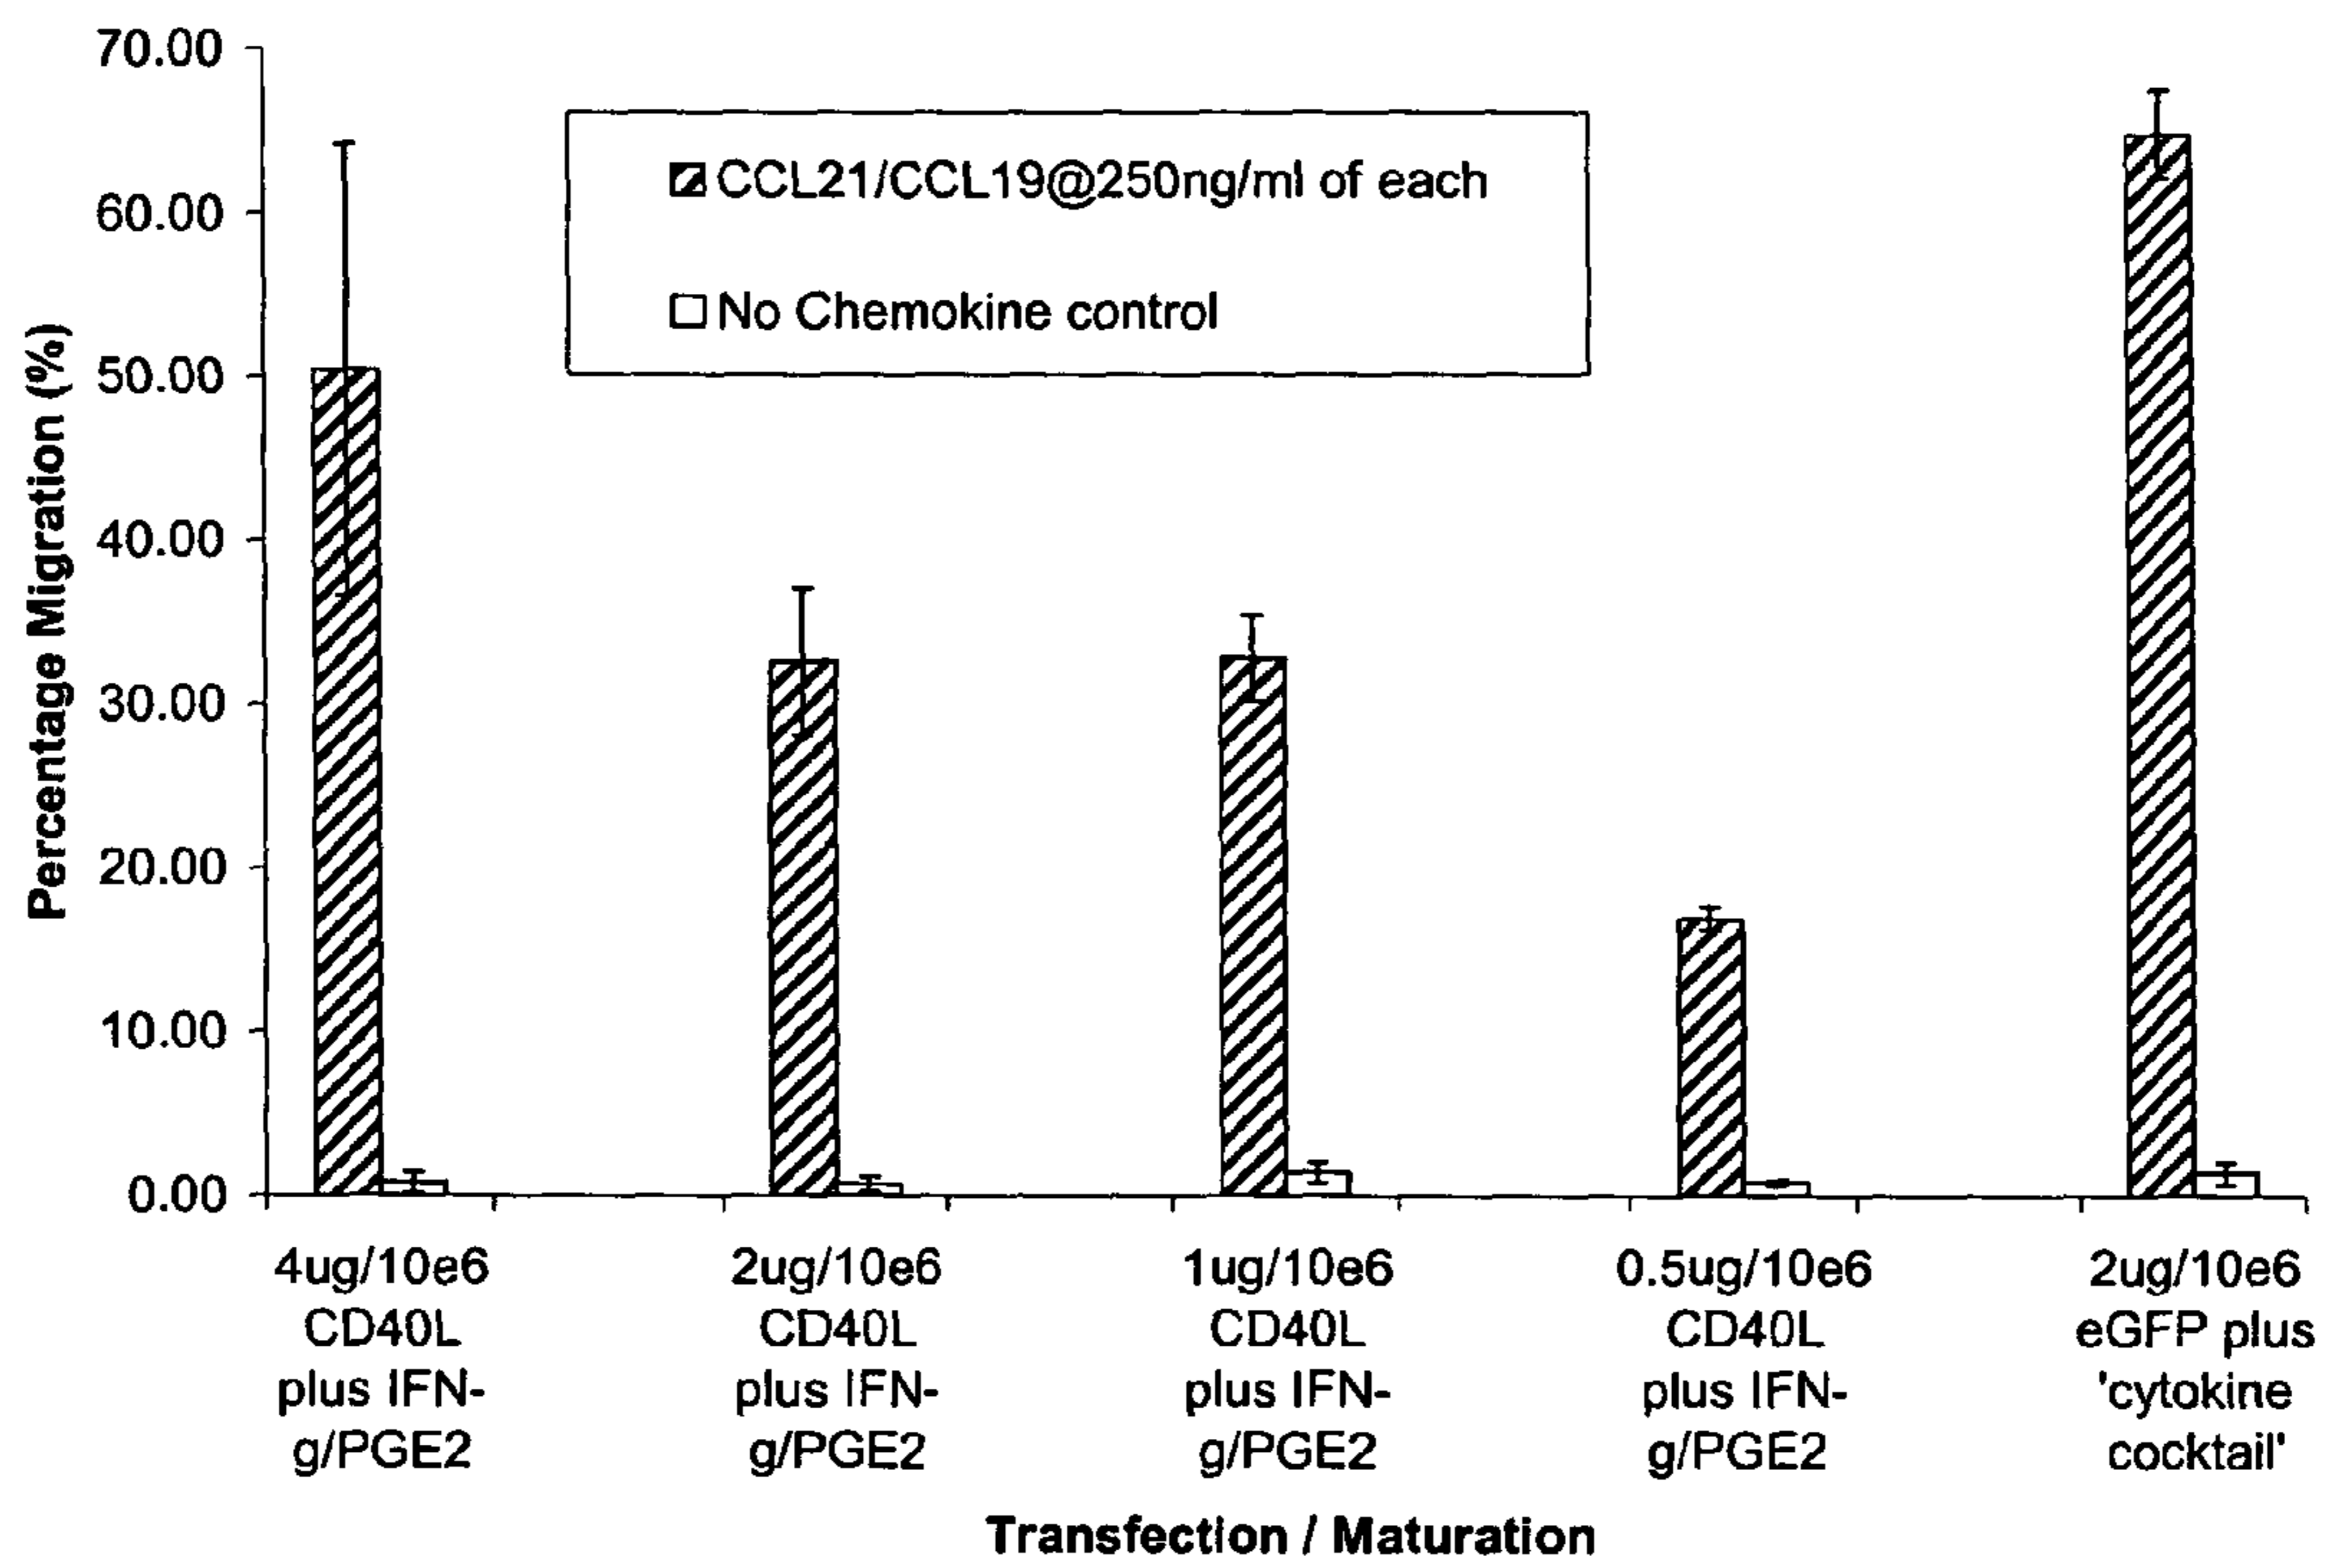 70.00
60.00
50.00
40.00
30.00
20.00
10.00
0.00
Percentage Migration (%)
CCL21/CCL19@250ng/ml of each
No Chemokine control
4ug/10e6
CD40L
plus IFN-
g/PGE2
2ug/10e6
CD40L
plus IFN-
g/PGE2
1ug/10e6
CD40L
plus IFN-
g/PGE2
0.5ug/10e6
CD40L
plus IFN-
g/PGE2
2ug/10e6
eGFP plus
'cytokine
cocktail'
Transfection / Maturation